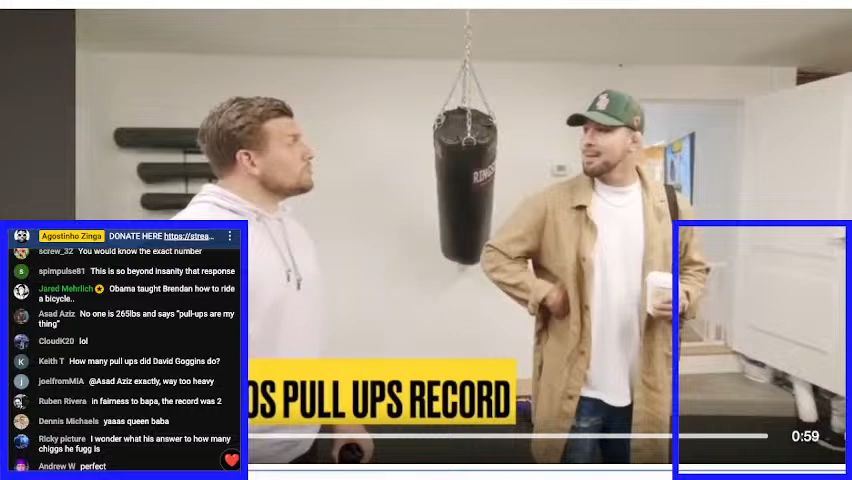 Agostinho Zinga DONATE HERE https://strea...
screw_32 You would know the exact number
spimpulse81 This is so beyond insanity that response
Jared Mehrlich Obama taught Brendan how to ride
a bicycle..
Asad Aziz No one is 265lbs and says "pull-ups are my
thing"
CloudK20 lol
Keith T How many pull ups did David Goggins do?
joelfromMIA @Asad Aziz exactly, way too heavy
Ruben Rivera in fairness to bapa, the record was 2
Dennis Michaels yaaas queen baba
Ricky picture I wonder what his answer to how many
chiggs he fugg Is
Andrew W perfect
RING
OS PULL UPS RECORD
0:59